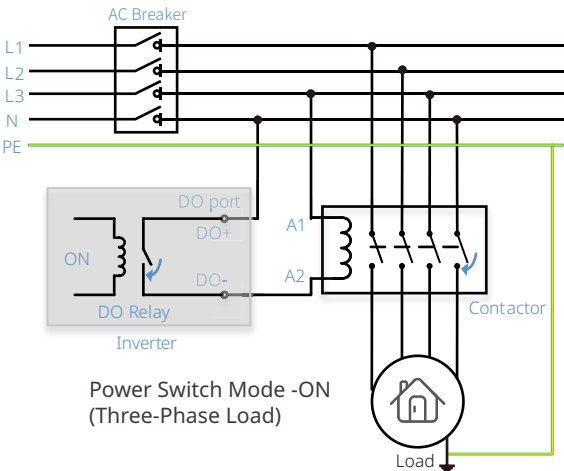 AC Breaker
L1
L2
L3
N
PE
DO port
DO+
A1
ON
DO-
A2
DO Relay
Contactor
Inverter
Power Switch Mode -ON
(Three-Phase Load)
Load